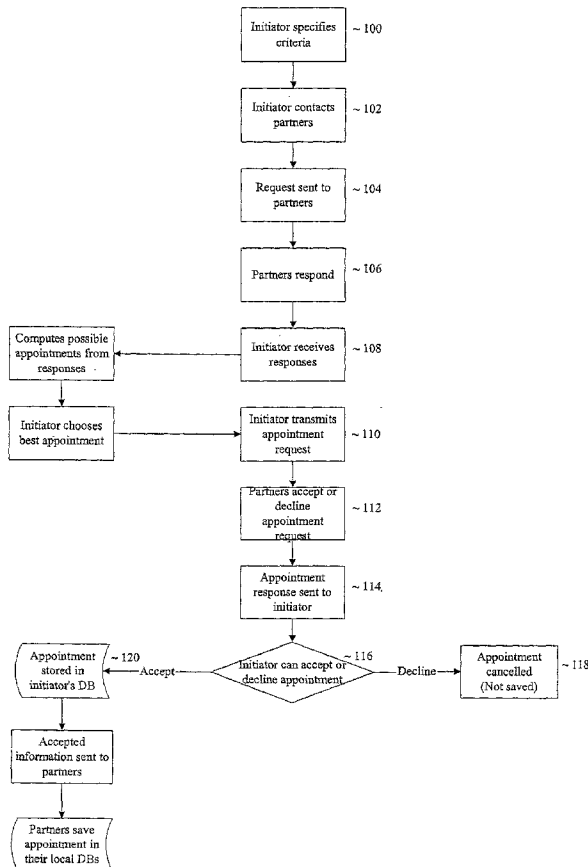 Initiator specifies
criteria
~ 100
Initiator contacts
partners
~ 102
Request sent to
partners
~ 104
Partners respond
~ 106
Computes possible
appointments from
responses
Initiator receives
responses
~ 108
Initiator chooses
best appointment
Initiator transmits
appointment
request
~ 110
Partners accept or
decline
appointment
request
~ 112
Appointment
response sent to
initiator
~ 114
Appointment
stored in
initiator's DB
~ 120
Accept
Initiator can accept or
decline appointment
~ 116
Decline
Appointment
cancelled
(Not saved)
~ 118
Accepted
information sent to
partners
Partners save
appointment in
their local DBs